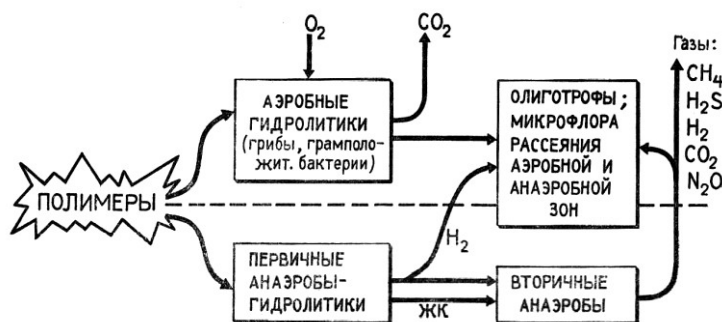 O₂
CO₂
Газы:
CH₄
H₂S
H₂
CO₂
N₂O
АЭРОБНЫЕ
ГИДРОЛИТИКИ
(грибы, грамполо-
жит. бактерии)
ОЛИГОТРОФЫ;
МИКРОФЛОРА
РАССЕЯНИЯ
АЭРОБНОЙ И
АНАЭРОБНОЙ
ЗОН
ПОЛИМЕРЫ
H₂
ПЕРВИЧНЫЕ
АНАЭРОБЫ-
ГИДРОЛИТИКИ
ЖК
ВТОРИЧНЫЕ
АНАЭРОБЫ